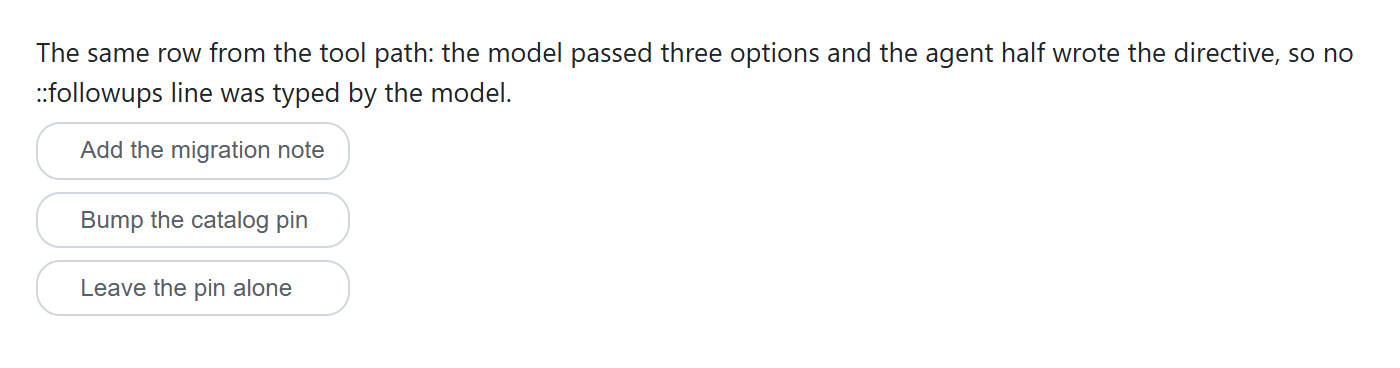 The same row from the tool path: the model passed three options and the agent half wrote the directive, so no
::followups line was typed by the model.
Add the migration note
Bump the catalog pin
Leave the pin alone